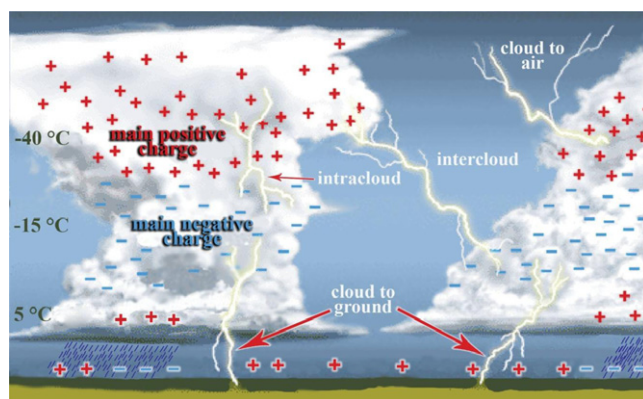 cloud to
air
-40 °C
main positive
charge
intracloud
intercloud
-15 °C
main negative
charge
5 °C
cloud to
ground